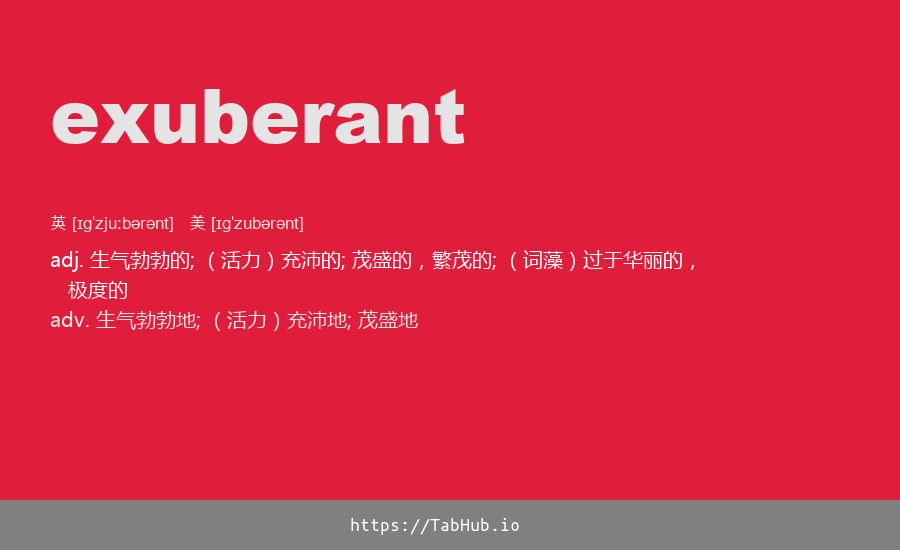 exuberant
英 [ɪɡˈzjuːbərənt] 美 [ɪɡˈzubərənt]
adj. 生气勃勃的; （活力）充沛的; 茂盛的，繁茂的; （词藻）过于华丽的，
极度的
adv. 生气勃勃地; （活力）充沛地; 茂盛地
https://TabHub.io